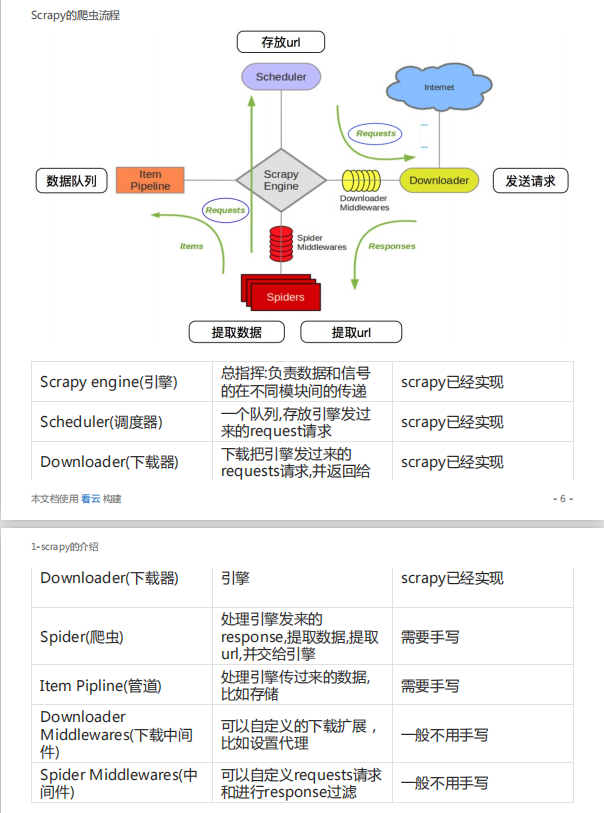 Scrapy的爬虫流程
存放url
Scheduler
Internet
Requests
数据队列
Item
Pipeline
Scrapy
Engine
Downloader
发送请求
Downloader
Middlewares
Requests
Spider
Middlewares
Items
Responses
Spiders
提取数据
提取url
Scrapy engine(引擎)
总指挥:负责数据和信号
的在不同模块间的传递
scrapy已经实现
Scheduler(调度器)
一个队列,存放引擎发过
来的request请求
scrapy已经实现
Downloader(下载器)
下载把引擎发过来的
requests请求,并返回给
scrapy已经实现
本文档使用 看云 构建
- 6 -
1-scrapy的介绍
Downloader(下载器)
引擎
scrapy已经实现
Spider(爬虫)
处理引擎发来的
response,提取数据,提取
url,并交给引擎
需要手写
Item Pipline(管道)
处理引擎传过来的数据,
比如存储
需要手写
Downloader
Middlewares(下载中间
件)
可以自定义的下载扩展，
比如设置代理
一般不用手写
Spider Middlewares(中
间件)
可以自定义requests请求
和进行response过滤
一般不用手写